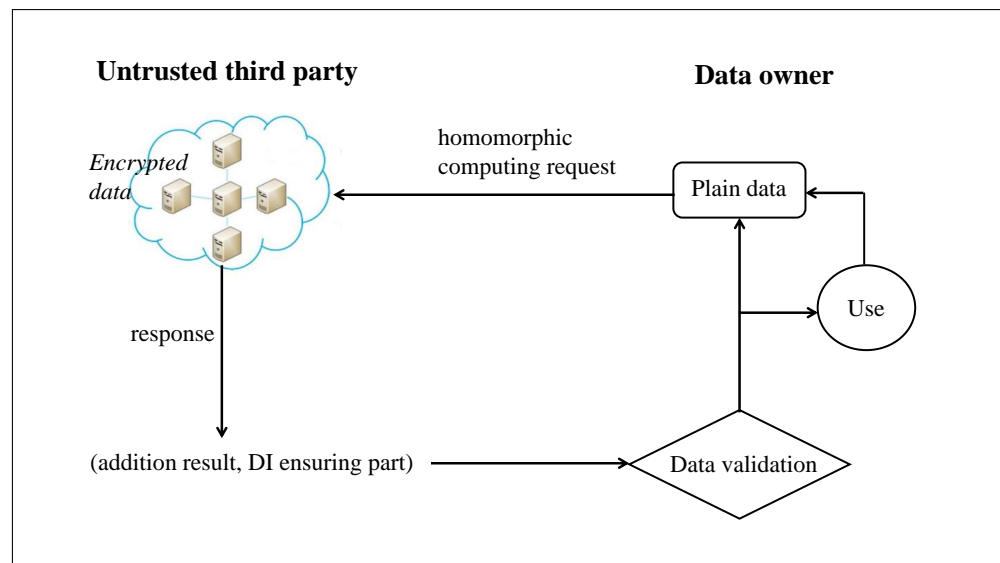 Untrusted third party
Data owner
Encrypted
data
homomorphic
computing request
Plain data
Use
response
(addition result, DI ensuring part)
Data validation